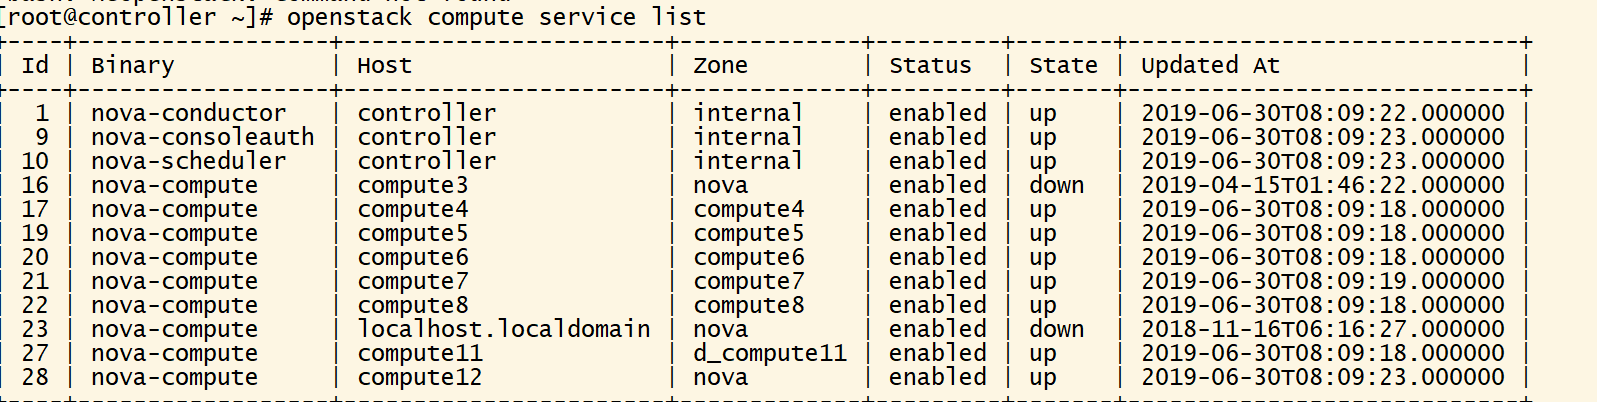 [root@controller ~]# openstack compute service list
+----+------------------+-----------------------+------------+---------+-------+----------------------------+
| Id | Binary | Host | Zone | Status | State | Updated At |
+----+------------------+-----------------------+------------+---------+-------+----------------------------+
| 1 | nova-conductor | controller | internal | enabled | up | 2019-06-30T08:09:22.000000 |
| 9 | nova-consoleauth | controller | internal | enabled | up | 2019-06-30T08:09:23.000000 |
| 10 | nova-scheduler | controller | internal | enabled | up | 2019-06-30T08:09:23.000000 |
| 16 | nova-compute | compute3 | nova | enabled | down | 2019-04-15T01:46:22.000000 |
| 17 | nova-compute | compute4 | compute4 | enabled | up | 2019-06-30T08:09:18.000000 |
| 19 | nova-compute | compute5 | compute5 | enabled | up | 2019-06-30T08:09:18.000000 |
| 20 | nova-compute | compute6 | compute6 | enabled | up | 2019-06-30T08:09:18.000000 |
| 21 | nova-compute | compute7 | compute7 | enabled | up | 2019-06-30T08:09:19.000000 |
| 22 | nova-compute | compute8 | compute8 | enabled | up | 2019-06-30T08:09:18.000000 |
| 23 | nova-compute | localhost.localdomain | nova | enabled | down | 2018-11-16T06:16:27.000000 |
| 27 | nova-compute | compute11 | d_compute11 | enabled | up | 2019-06-30T08:09:18.000000 |
| 28 | nova-compute | compute12 | nova | enabled | up | 2019-06-30T08:09:23.000000 |
+----+------------------+-----------------------+------------+---------+-------+----------------------------+